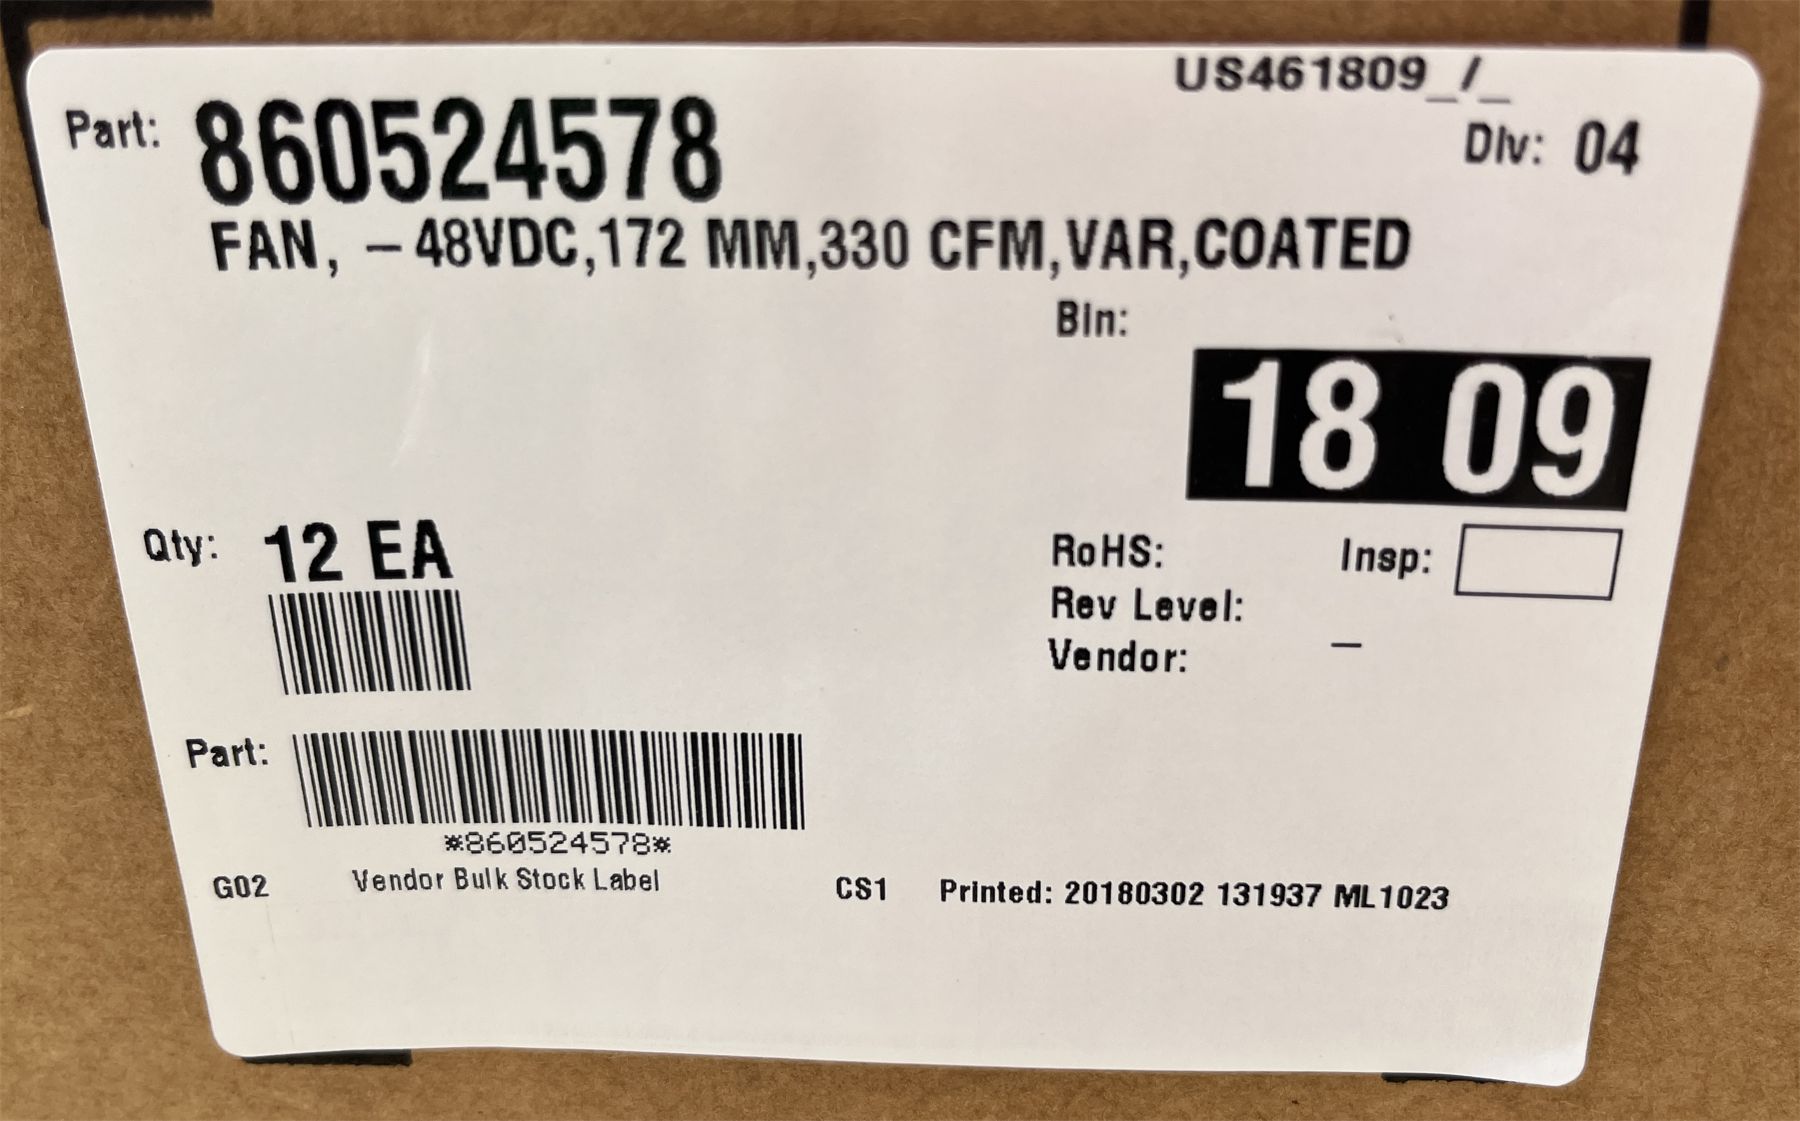 US461809_/_
Part: 860524578
Div: 04
FAN, -48VDC,172 MM,330 CFM,VAR,COATED
Bin:
18 09
Qty: 12 EA
RoHS:
Insp:
Rev Level:
Vendor: -
Part:
*860524578*
G02 Vendor Bulk Stock Label CS1 Printed: 20180302 131937 ML1023